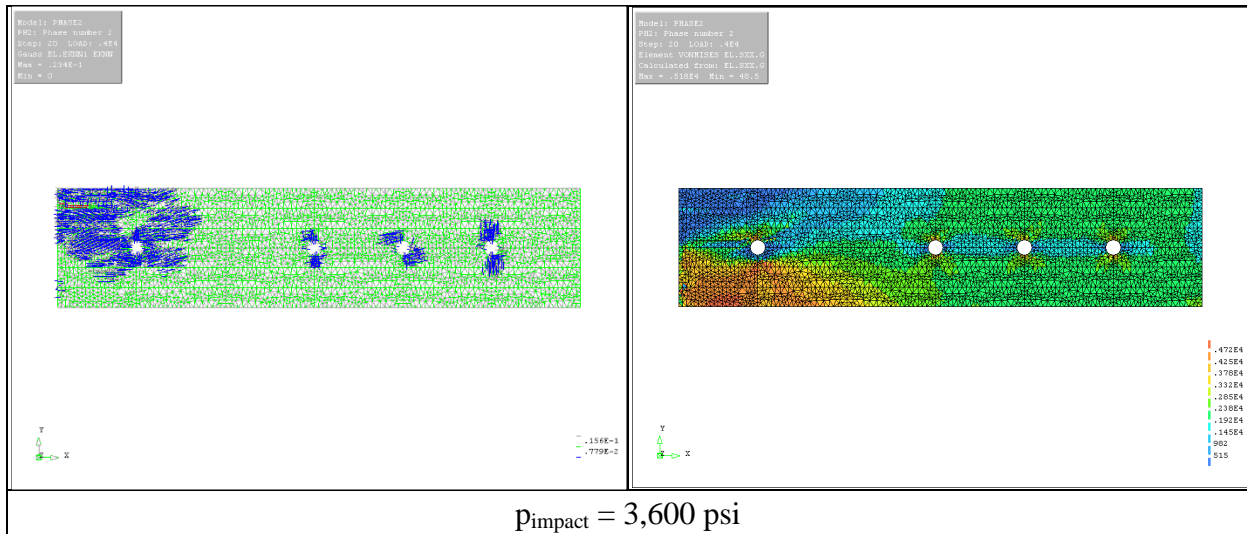 Model: PHASE2
PH2: Phase number 2
Step: 20 LOAD: .4E4
Gauss EL.EKNN: EKNN
Max = .234E-1
Min = 0
Y
Z
X
.156E-1
.779E-2
Model: PHASE2
PH2: Phase number 2
Step: 20 LOAD: .4E4
Element VONMISES EL.SXX.G
Calculated from: EL.SXX.G
Max = .518E4 Min = 48.5
Y
Z
X
.472E4
.425E4
.378E4
.332E4
.285E4
.238E4
.192E4
.145E4
982
515
pimpact = 3,600 psi